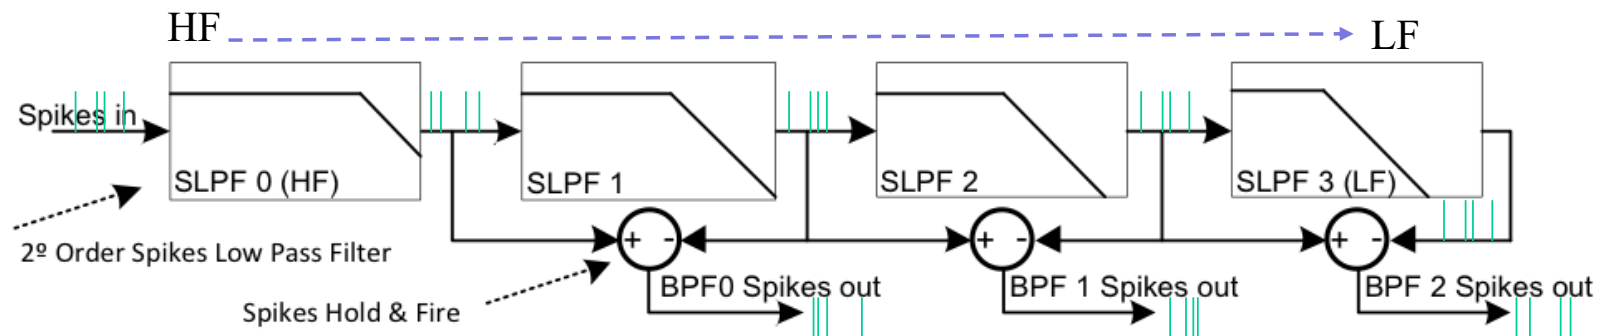 HF
LF
Spikes in
SLPF 0 (HF)
SLPF 1
SLPF 2
SLPF 3 (LF)
+ -
+ -
+ -
2º Order Spikes Low Pass Filter
BPF0 Spikes out
BPF 1 Spikes out
BPF 2 Spikes out
Spikes Hold & Fire